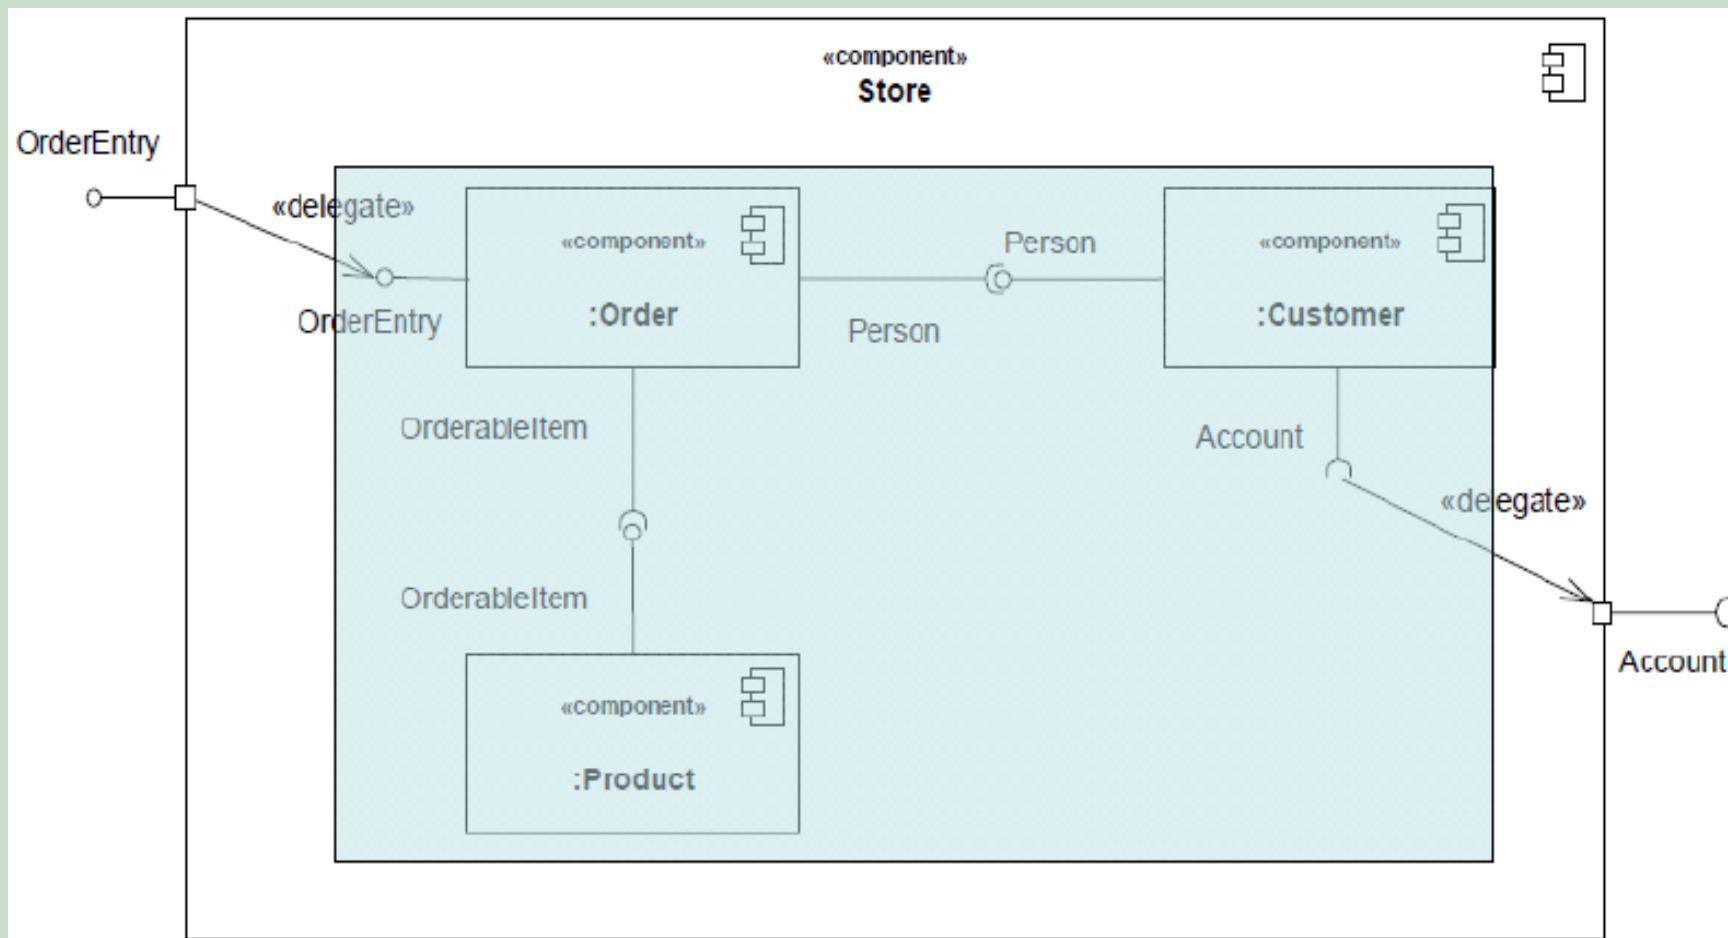 «component»
Store
OrderEntry
«delegate»
OrderEntry
«component»
:Order
Person
Person
«component»
:Customer
OrderableItem
Account
«delegate»
OrderableItem
Account
«component»
:Product